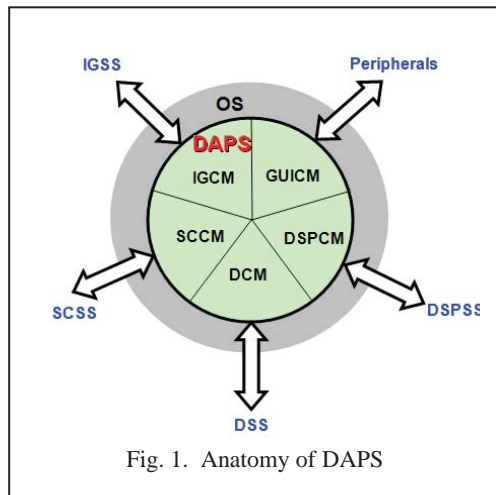 IGSS
Peripherals
OS
DAPS
IGCM
GUICM
SCCM
DSPCM
DCM
SCSS
DSPSS
DSS
Fig. 1. Anatomy of DAPS